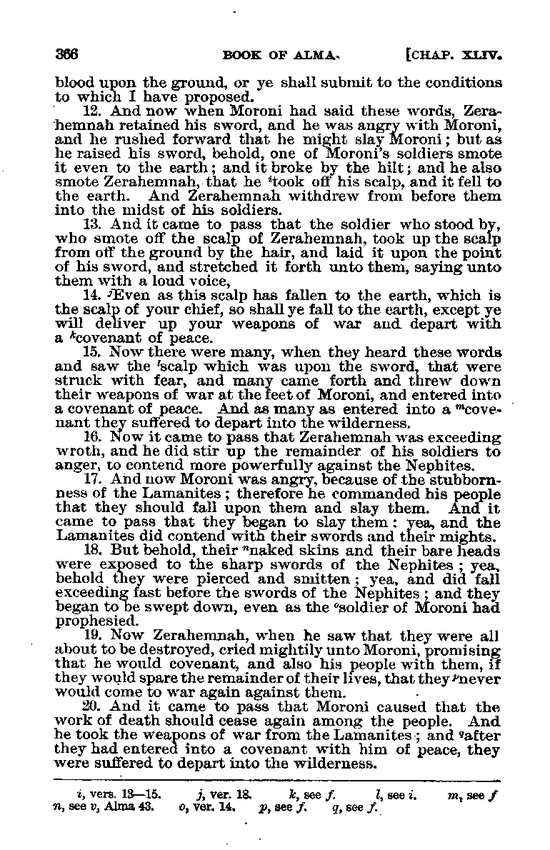 366 BOOK OF ALMA. [CHAP. XLIV.
blood upon the ground, or ye shall submit to the conditions
to which I have proposed.
12. And now when Moroni had said these words, Zera-
hemnah retained his sword, and he was angry with Moroni,
and he rushed forward that he might slay Moroni; but as
he raised his sword, behold, one of Moroni's soldiers smote
it even to the earth; and it broke by the hilt; and he also
smote Zerahemnah, that he ⁱtook off his scalp, and it fell to
the earth. And Zerahemnah withdrew from before them
into the midst of his soldiers.
13. And it came to pass that the soldier who stood by,
who smote off the scalp of Zerahemnah, took up the scalp
from off the ground by the hair, and laid it upon the point
of his sword, and stretched it forth unto them, saying unto
them with a loud voice,
14. ʲEven as this scalp has fallen to the earth, which is
the scalp of your chief, so shall ye fall to the earth, except ye
will deliver up your weapons of war and depart with
a ᵏcovenant of peace.
15. Now there were many, when they heard these words
and saw the ˡscalp which was upon the sword, that were
struck with fear, and many came forth and threw down
their weapons of war at the feet of Moroni, and entered into
a covenant of peace. And as many as entered into a ᵐcove-
nant they suffered to depart into the wilderness.
16. Now it came to pass that Zerahemnah was exceeding
wroth, and he did stir up the remainder of his soldiers to
anger, to contend more powerfully against the Nephites.
17. And now Moroni was angry, because of the stubborn-
ness of the Lamanites; therefore he commanded his people
that they should fall upon them and slay them. And it
came to pass that they began to slay them: yea, and the
Lamanites did contend with their swords and their mights.
18. But behold, their ⁿnaked skins and their bare heads
were exposed to the sharp swords of the Nephites; yea,
behold they were pierced and smitten; yea, and did fall
exceeding fast before the swords of the Nephites; and they
began to be swept down, even as the ᵒsoldier of Moroni had
prophesied.
19. Now Zerahemnah, when he saw that they were all
about to be destroyed, cried mightily unto Moroni, promising
that he would covenant, and also his people with them, if
they would spare the remainder of their lives, that they ᵖnever
would come to war again against them.
20. And it came to pass that Moroni caused that the
work of death should cease again among the people. And
he took the weapons of war from the Lamanites; and qafter
they had entered into a covenant with him of peace, they
were suffered to depart into the wilderness.
i, vers. 13—15. j, ver. 18. k, see f. l, see i. m, see f
n, see v, Alma 43. o, ver. 14. p, see f. q, see f.